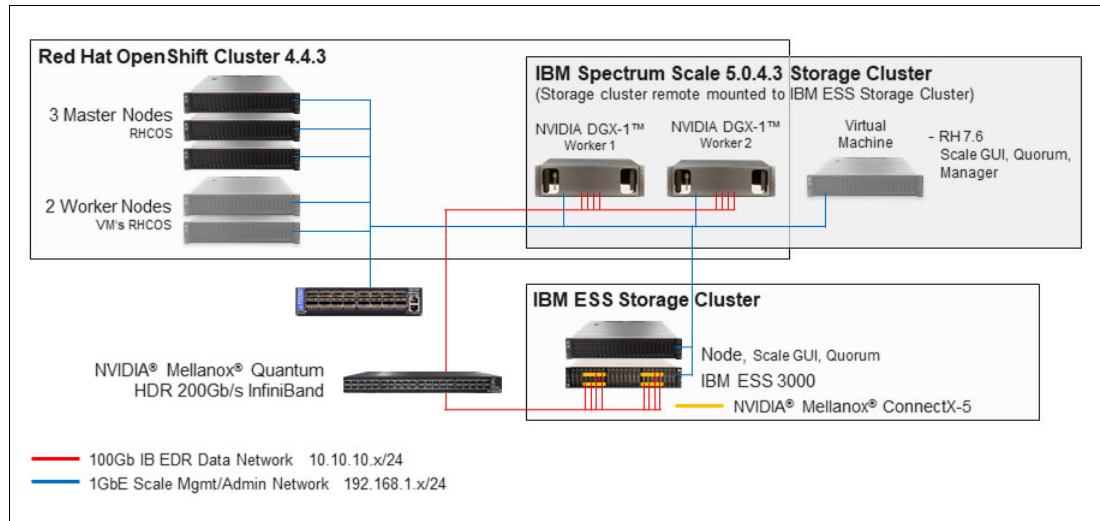 Red Hat OpenShift Cluster 4.4.3
3 Master Nodes
RHCOS
2 Worker Nodes
VM's RHCOS
IBM Spectrum Scale 5.0.4.3 Storage Cluster
(Storage cluster remote mounted to IBM ESS Storage Cluster)
NVIDIA DGX-1™
Worker 1
NVIDIA DGX-1™
Worker 2
Virtual
Machine
- RH 7.6
Scale GUI, Quorum,
Manager
IBM ESS Storage Cluster
Node, Scale GUI, Quorum
IBM ESS 3000
NVIDIA® Mellanox® ConnectX-5
NVIDIA® Mellanox® Quantum
HDR 200Gb/s InfiniBand
100Gb IB EDR Data Network 10.10.10.x/24
1GbE Scale Mgmt/Admin Network 192.168.1.x/24